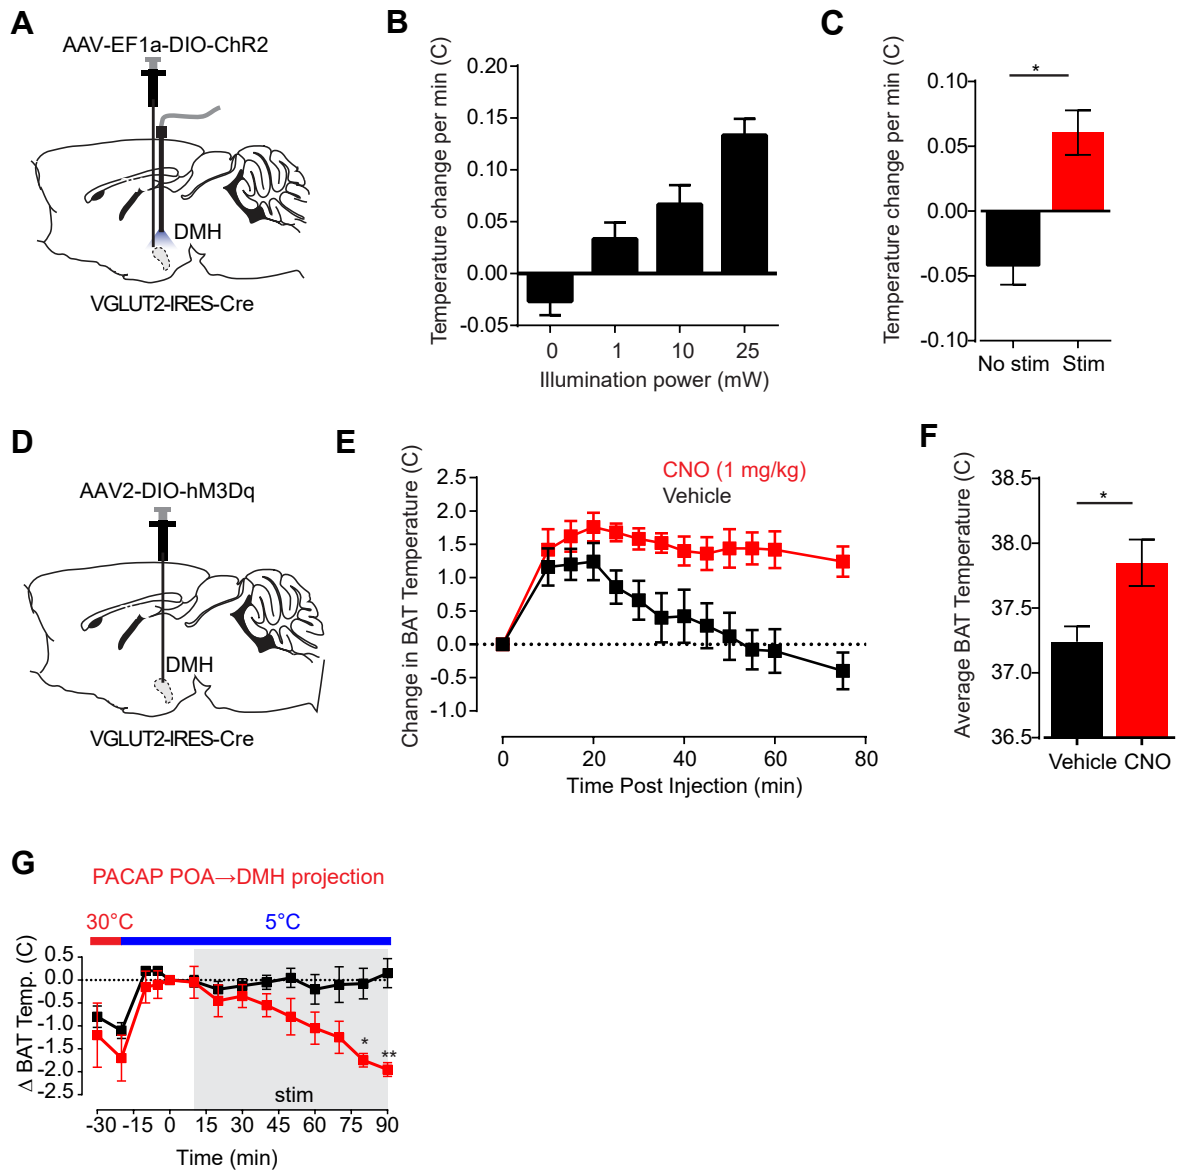 A
AAV-EF1a-DIO-ChR2
DMH
VGLUT2-IRES-Cre
B
Temperature change per min (C)
0.20
0.15
0.10
0.05
0.00
-0.05
0 1 10 25
Illumination power (mW)
C
Temperature change per min (C)
*
0.10
0.05
0.00
-0.05
-0.10
No stim Stim
D
AAV2-DIO-hM3Dq
DMH
VGLUT2-IRES-Cre
E
Change in BAT Temperature (C)
CNO (1 mg/kg)
Vehicle
2.5
2.0
1.5
1.0
0.5
0.0
-0.5
-1.0
0 20 40 60 80
Time Post Injection (min)
F
Average BAT Temperature (C)
*
38.5
38.0
37.5
37.0
36.5
Vehicle CNO
G
PACAP POA→DMH projection
30°C 5°C
Δ BAT Temp. (C)
0.5
0.0
-0.5
-1.0
-1.5
-2.0
-2.5
* **
stim
-30 -15 0 15 30 45 60 75 90
Time (min)